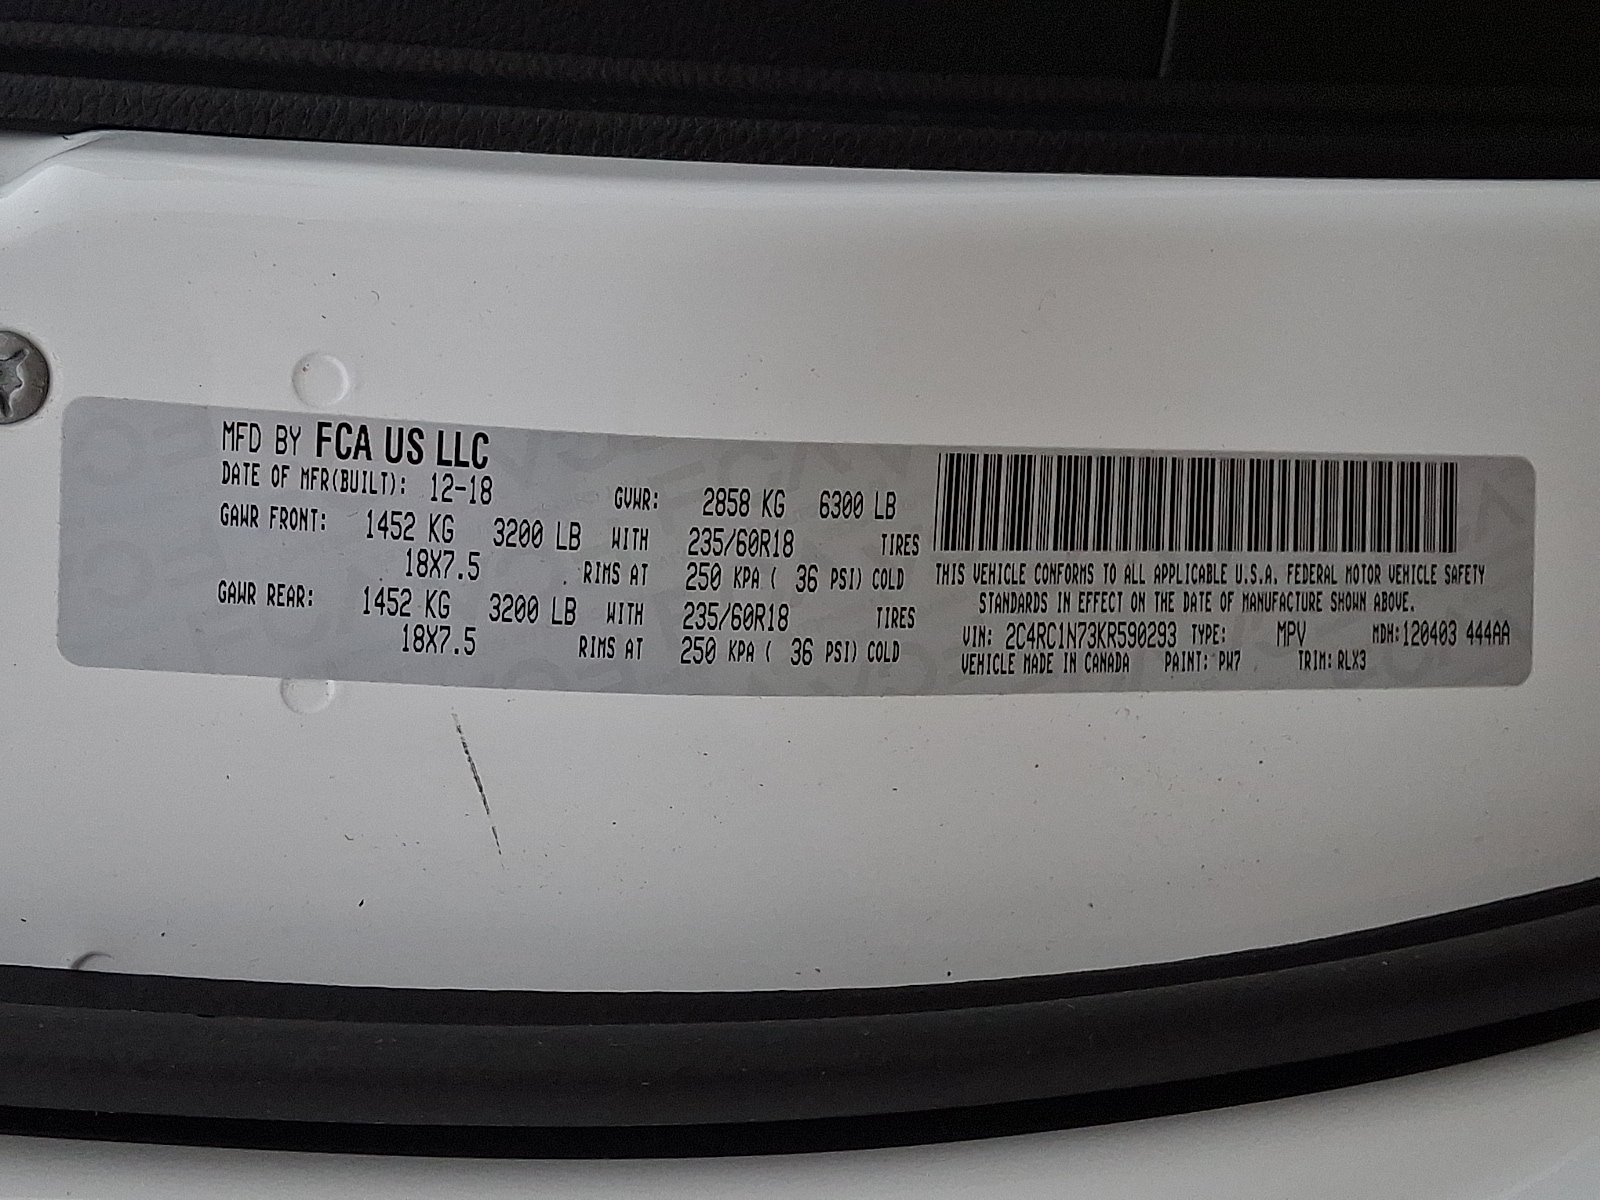 MFD BY FCA US LLC
DATE OF MFR(BUILT): 12-18 GVWR: 2858 KG 6300 LB
GAWR FRONT: 1452 KG 3200 LB WITH 235/60R18 TIRES
18X7.5 RIMS AT 250 KPA ( 36 PSI) COLD
GAWR REAR: 1452 KG 3200 LB WITH 235/60R18 TIRES
18X7.5 RIMS AT 250 KPA ( 36 PSI) COLD
THIS VEHICLE CONFORMS TO ALL APPLICABLE U.S.A. FEDERAL MOTOR VEHICLE SAFETY
STANDARDS IN EFFECT ON THE DATE OF MANUFACTURE SHOWN ABOVE.
VIN: 2C4RC1N73KR590293 TYPE: MPV MDH:120403 444AA
VEHICLE MADE IN CANADA PAINT: PW7 TRIM: RLX3